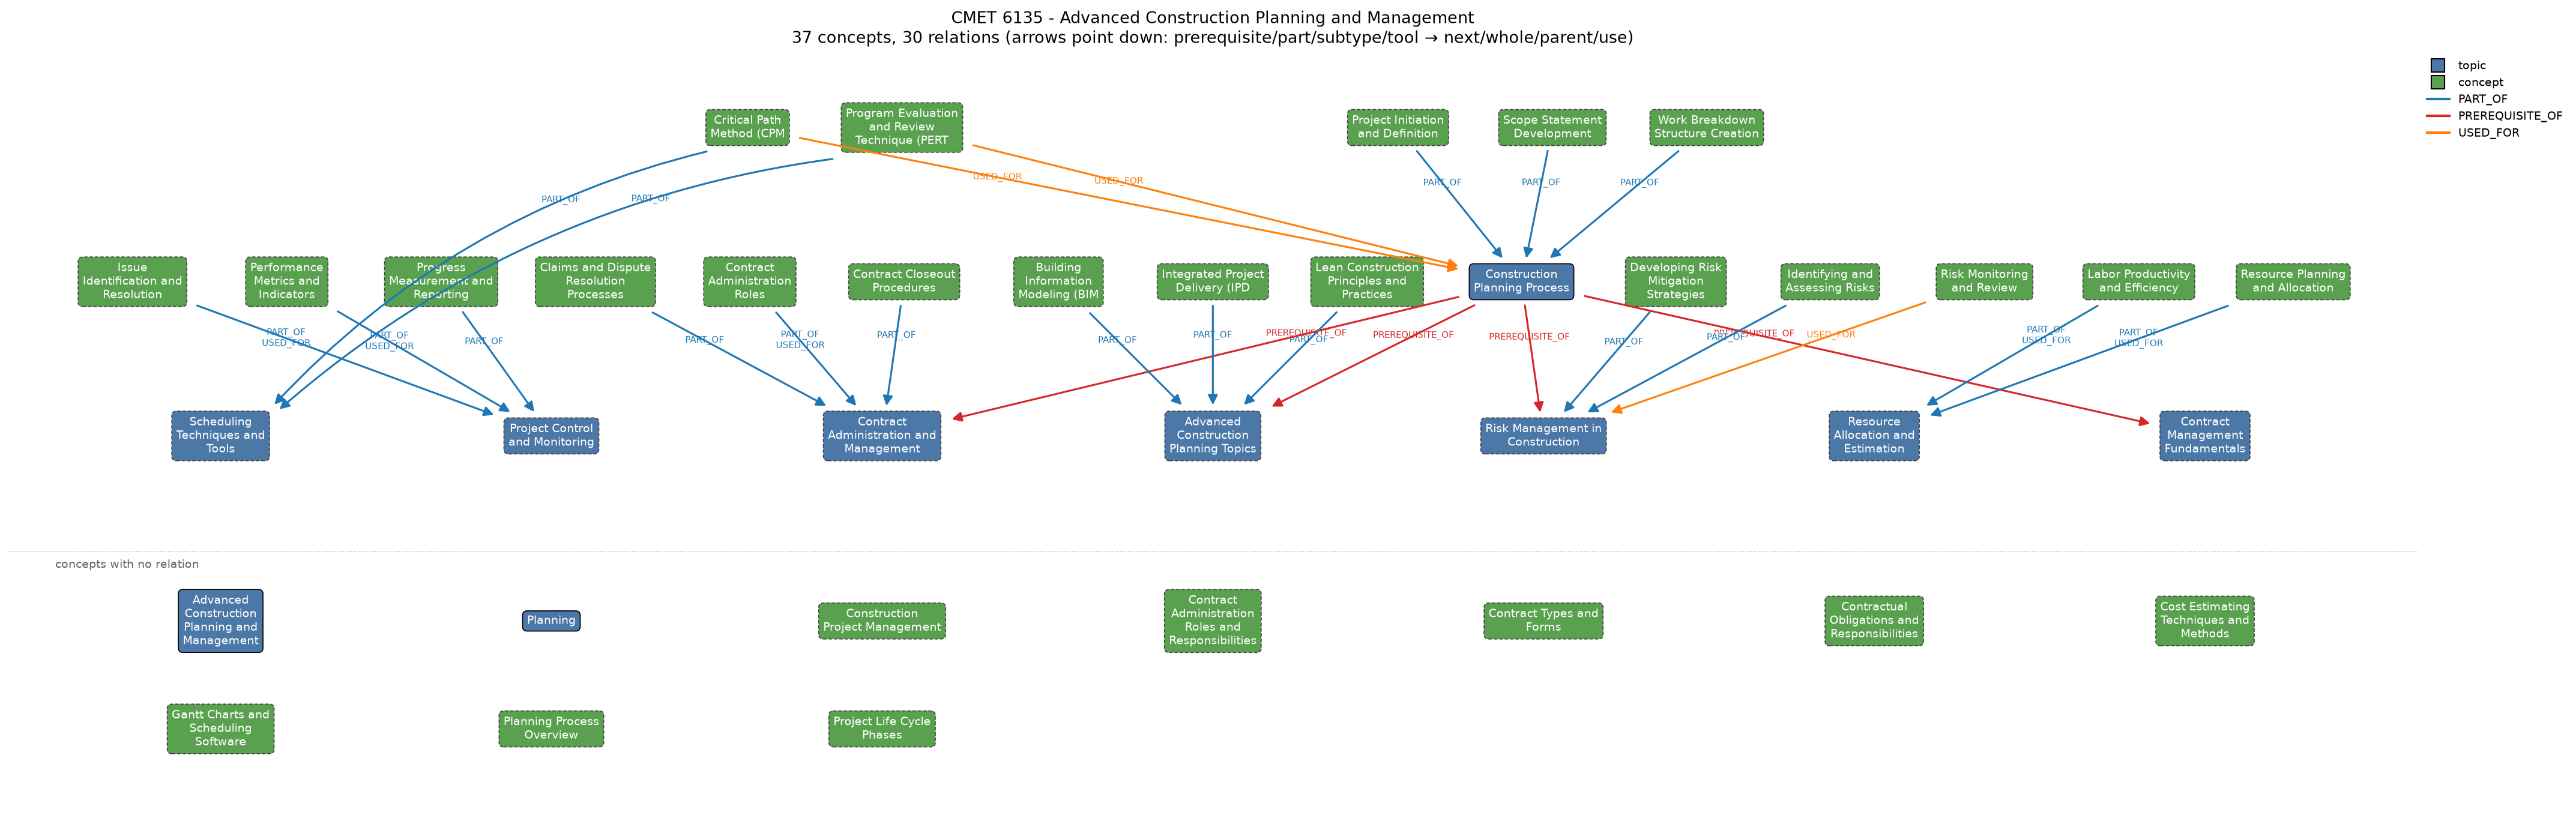 CMET 6135 - Advanced Construction Planning and Management
37 concepts, 30 relations (arrows point down: prerequisite/part/subtype/tool → next/whole/parent/use)
topic
concept
PART_OF
PREREQUISITE_OF
USED_FOR
Critical Path
Method (CPM
Program Evaluation
and Review
Technique (PERT
Project Initiation
and Definition
Scope Statement
Development
Work Breakdown
Structure Creation
USED_FOR
USED_FOR
PART_OF
PART_OF
PART_OF
PART_OF
PART_OF
Issue
Identification and
Resolution
Performance
Metrics and
Indicators
Progress
Measurement and
Reporting
Claims and Dispute
Resolution
Processes
Contract
Administration
Roles
Contract Closeout
Procedures
Building
Information
Modeling (BIM
Integrated Project
Delivery (IPD
Lean Construction
Principles and
Practices
Construction
Planning Process
Developing Risk
Mitigation
Strategies
Identifying and
Assessing Risks
Risk Monitoring
and Review
Labor Productivity
and Efficiency
Resource Planning
and Allocation
PART_OF
USED_FOR
PART_OF
USED_FOR
PART_OF
PART_OF
PART_OF
USED_FOR
PART_OF
PART_OF
PART_OF
PREREQUISITE_OF
PART_OF
PREREQUISITE_OF
PREREQUISITE_OF
PART_OF
PART_OF
PREREQUISITE_OF
USED_FOR
PART_OF
USED_FOR
PART_OF
USED_FOR
Scheduling
Techniques and
Tools
Project Control
and Monitoring
Contract
Administration and
Management
Advanced
Construction
Planning Topics
Risk Management in
Construction
Resource
Allocation and
Estimation
Contract
Management
Fundamentals
concepts with no relation
Advanced
Construction
Planning and
Management
Planning
Construction
Project Management
Contract
Administration
Roles and
Responsibilities
Contract Types and
Forms
Contractual
Obligations and
Responsibilities
Cost Estimating
Techniques and
Methods
Gantt Charts and
Scheduling
Software
Planning Process
Overview
Project Life Cycle
Phases